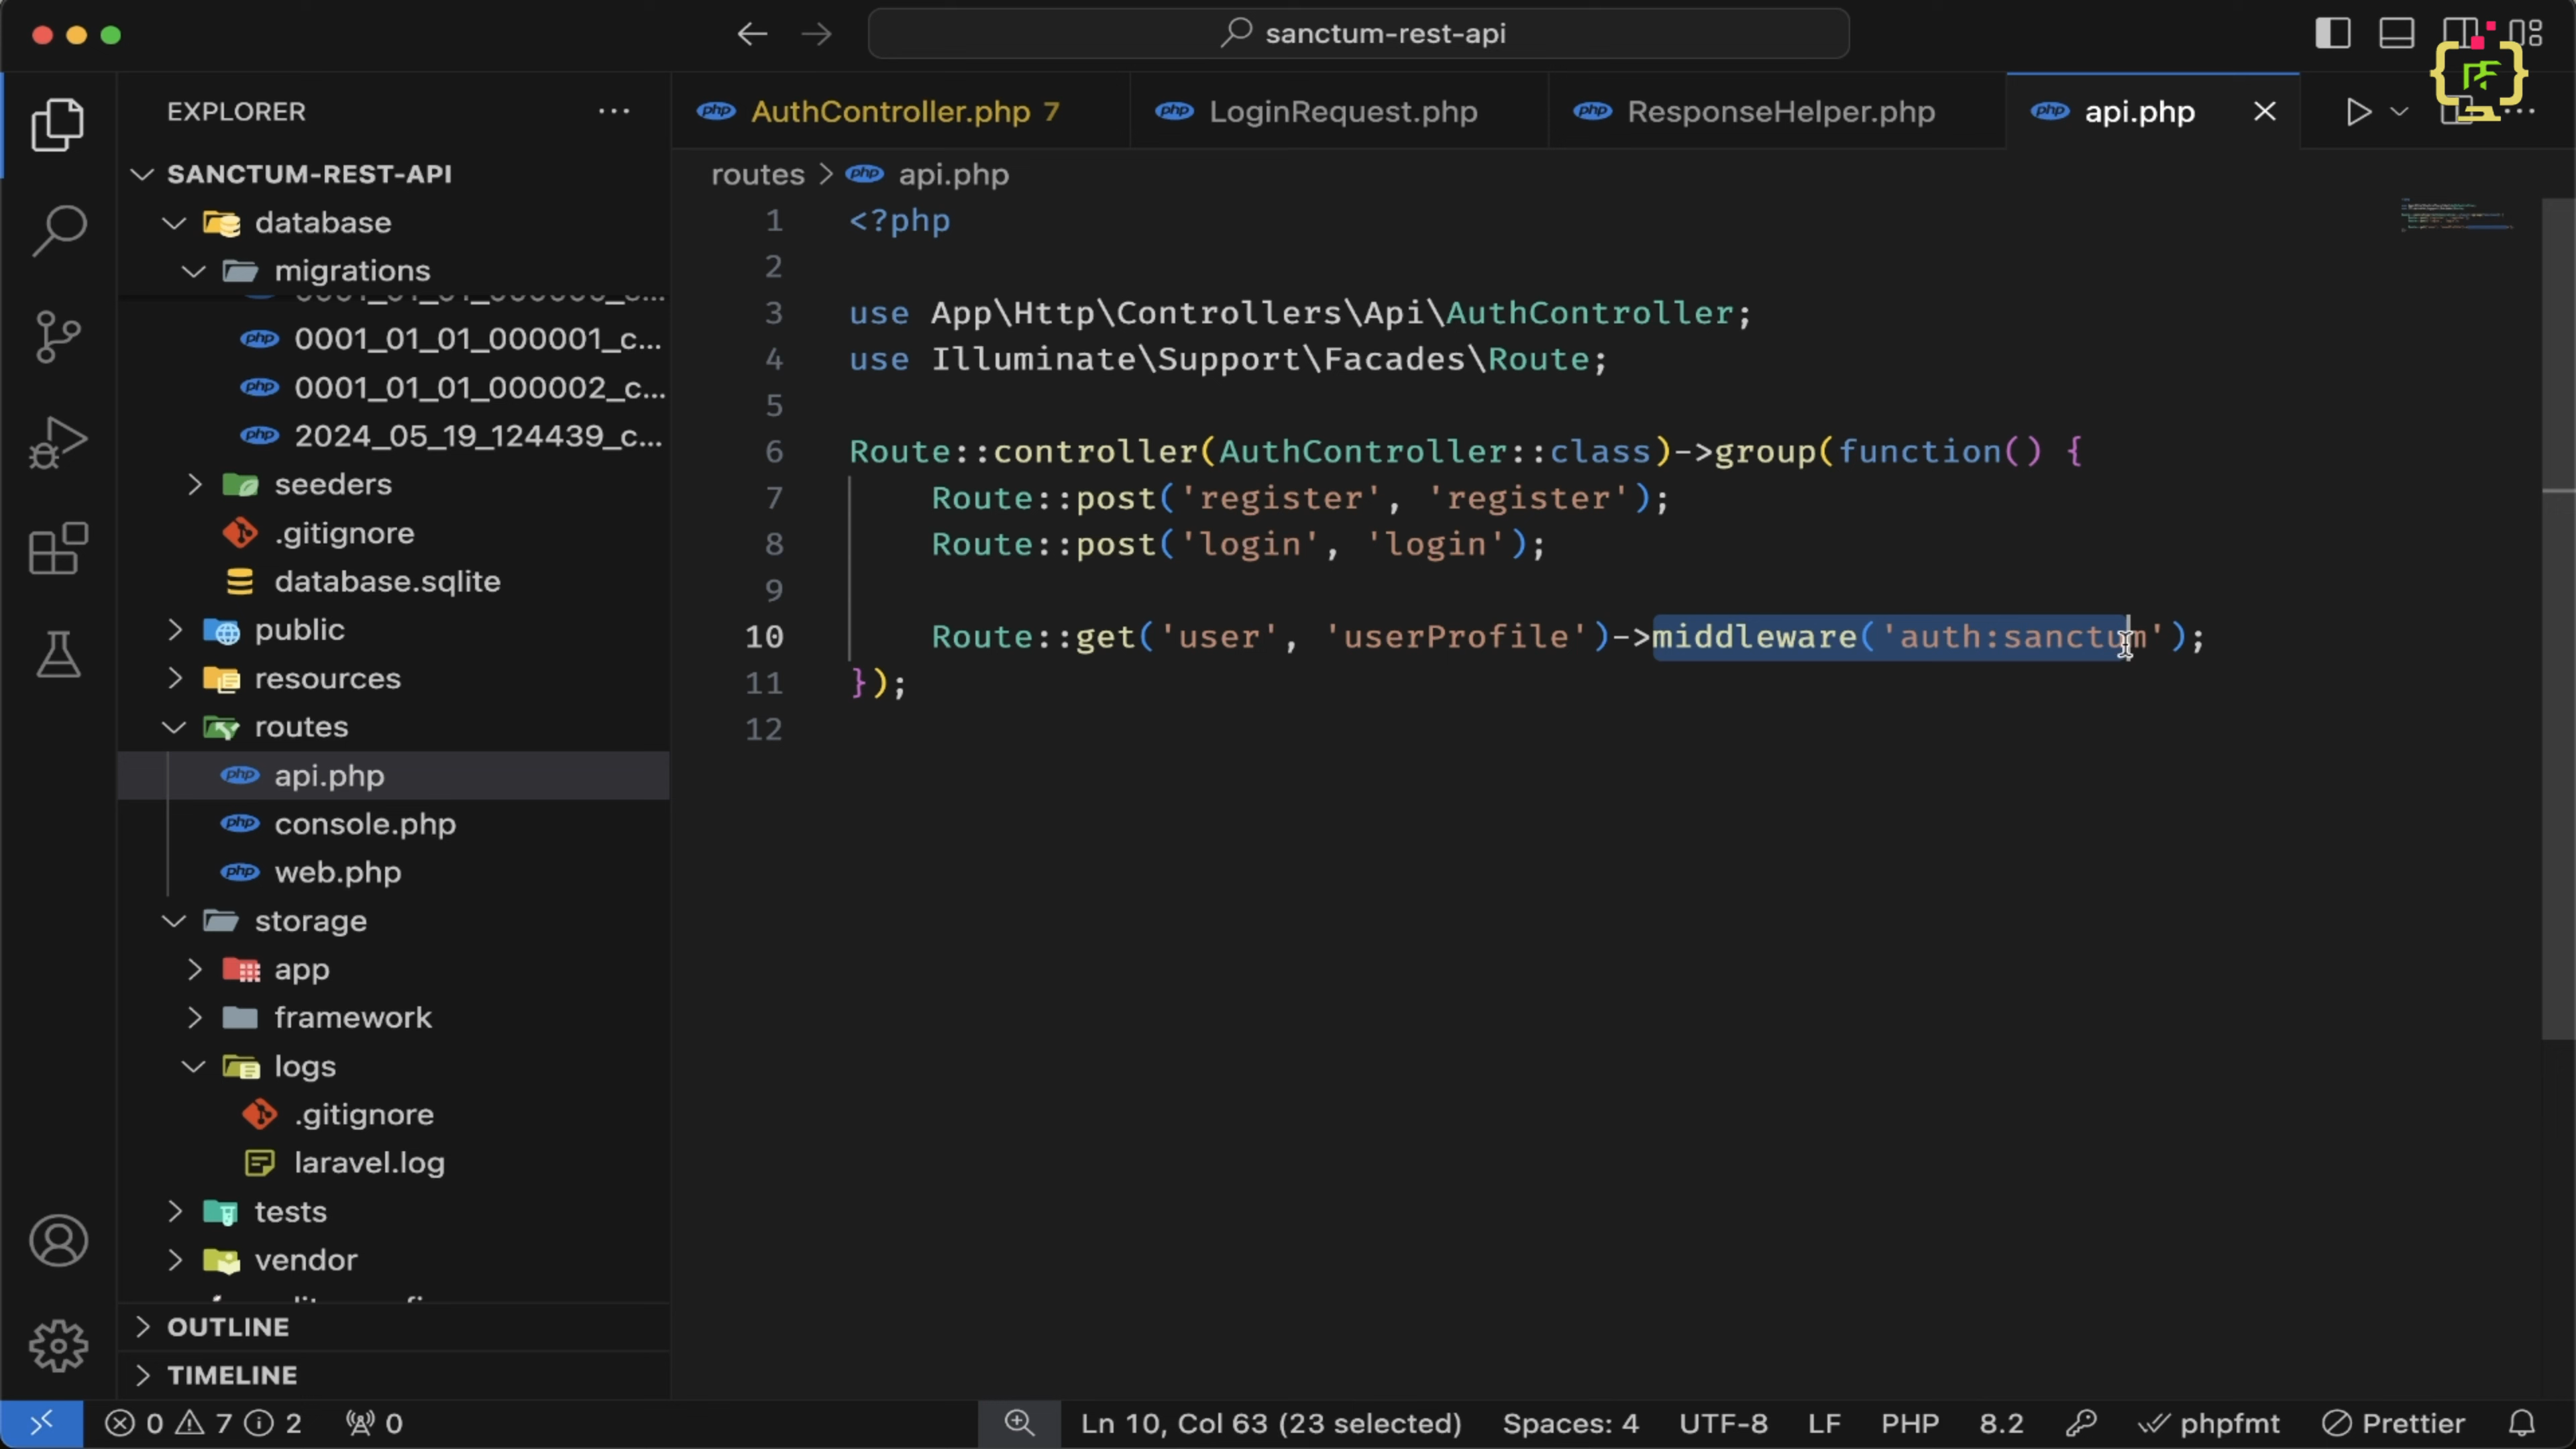 sanctum-rest-api
EXPLORER
SANCTUM-REST-API
database
migrations
0001_01_01_000001_c...
0001_01_01_000002_c...
2024_05_19_124439_c...
seeders
.gitignore
database.sqlite
public
resources
routes
api.php
console.php
web.php
storage
app
framework
logs
.gitignore
laravel.log
tests
vendor
OUTLINE
TIMELINE
php AuthController.php 7
php LoginRequest.php
php ResponseHelper.php
php api.php
routes > php api.php
1 <?php
2
3 use App\Http\Controllers\Api\AuthController;
4 use Illuminate\Support\Facades\Route;
5
6 Route::controller(AuthController::class)->group(function() {
7 Route::post('register', 'register');
8 Route::post('login', 'login');
9
10 Route::get('user', 'userProfile')->middleware('auth:sanctum');
11 });
12
0 7 2 0
Ln 10, Col 63 (23 selected) Spaces: 4 UTF-8 LF PHP 8.2 phpfmt Prettier